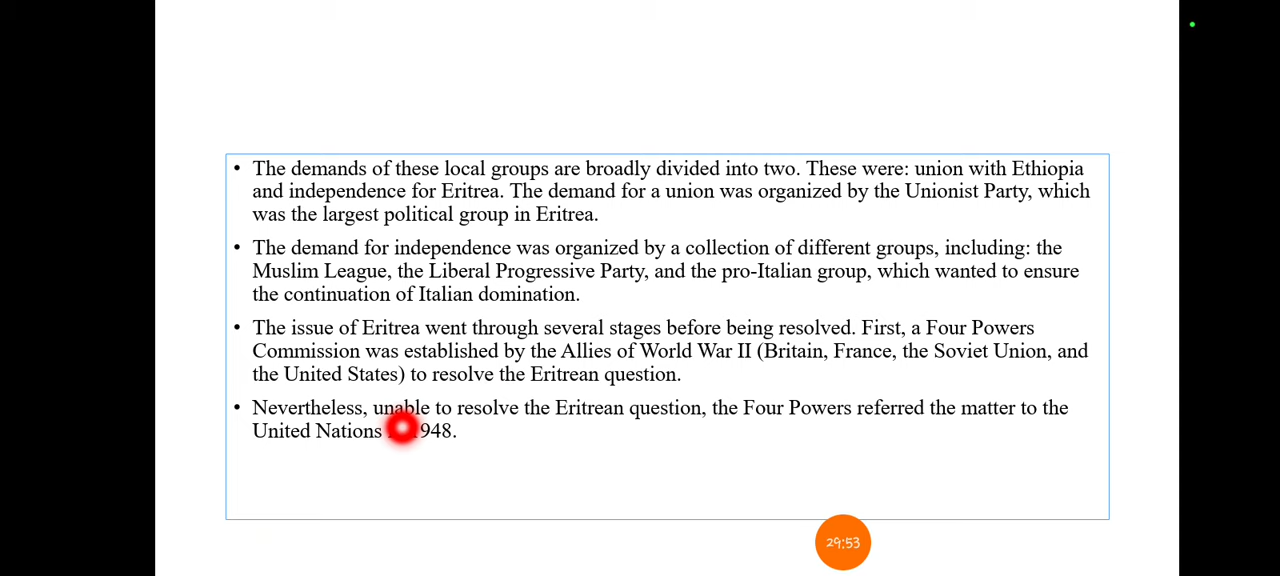 • The demands of these local groups are broadly divided into two. These were: union with Ethiopia
and independence for Eritrea. The demand for a union was organized by the Unionist Party, which
was the largest political group in Eritrea.
• The demand for independence was organized by a collection of different groups, including: the
Muslim League, the Liberal Progressive Party, and the pro-Italian group, which wanted to ensure
the continuation of Italian domination.
• The issue of Eritrea went through several stages before being resolved. First, a Four Powers
Commission was established by the Allies of World War II (Britain, France, the Soviet Union, and
the United States) to resolve the Eritrean question.
• Nevertheless, unable to resolve the Eritrean question, the Four Powers referred the matter to the
United Nations 948.
29:53